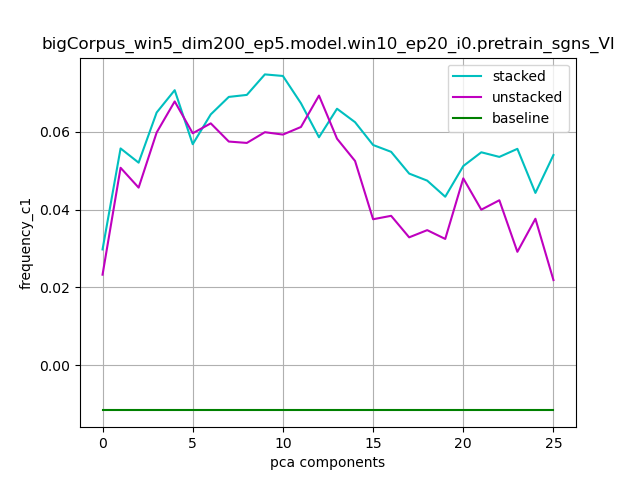 bigCorpus_win5_dim200_ep5.model.win10_ep20_i0.pretrain_sgns_VI
stacked
unstacked
baseline
frequency_c1
0.06
0.04
0.02
0.00
0
5
10
15
20
25
pca components